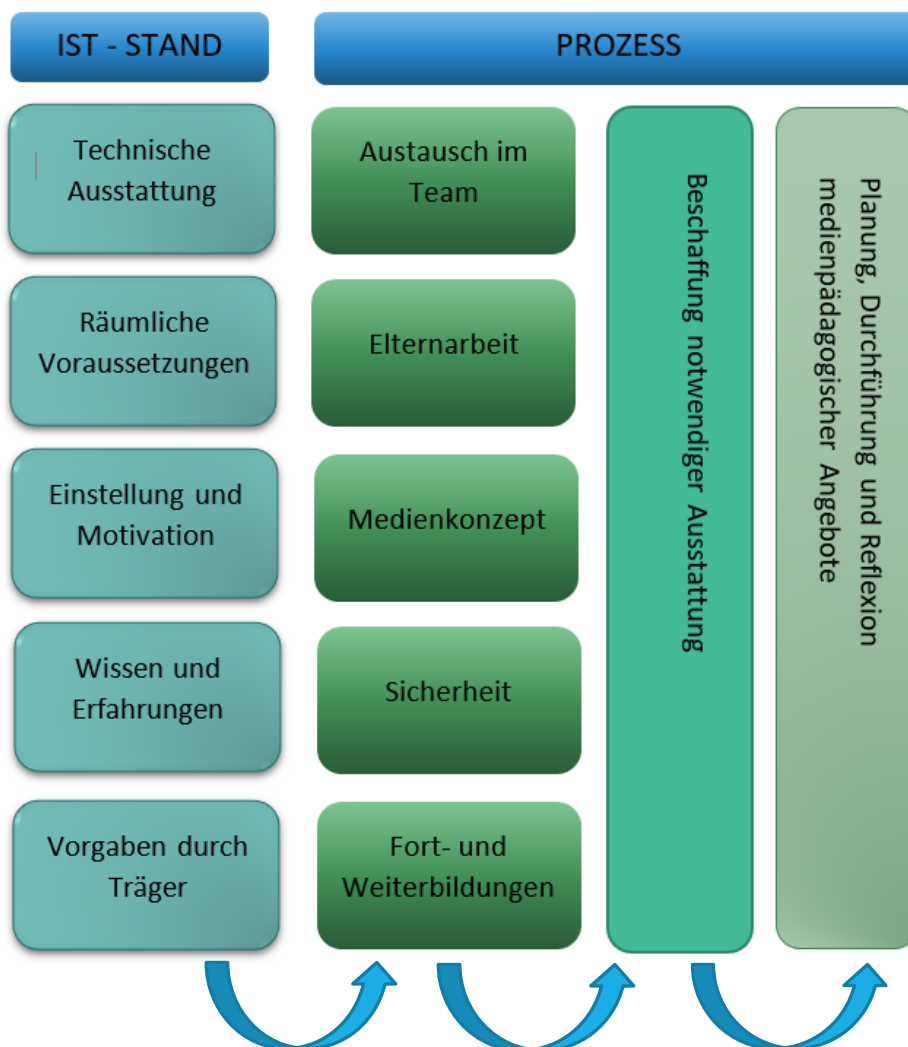 IST - STAND
PROZESS
Technische
Ausstattung
Räumliche
Voraussetzungen
Einstellung und
Motivation
Wissen und
Erfahrungen
Vorgaben durch
Träger
Austausch im
Team
Elternarbeit
Medienkonzept
Sicherheit
Fort- und
Weiterbildungen
Beschaffung notwendiger Ausstattung
Planung, Durchführung und Reflexion
medienpädagogischer Angebote